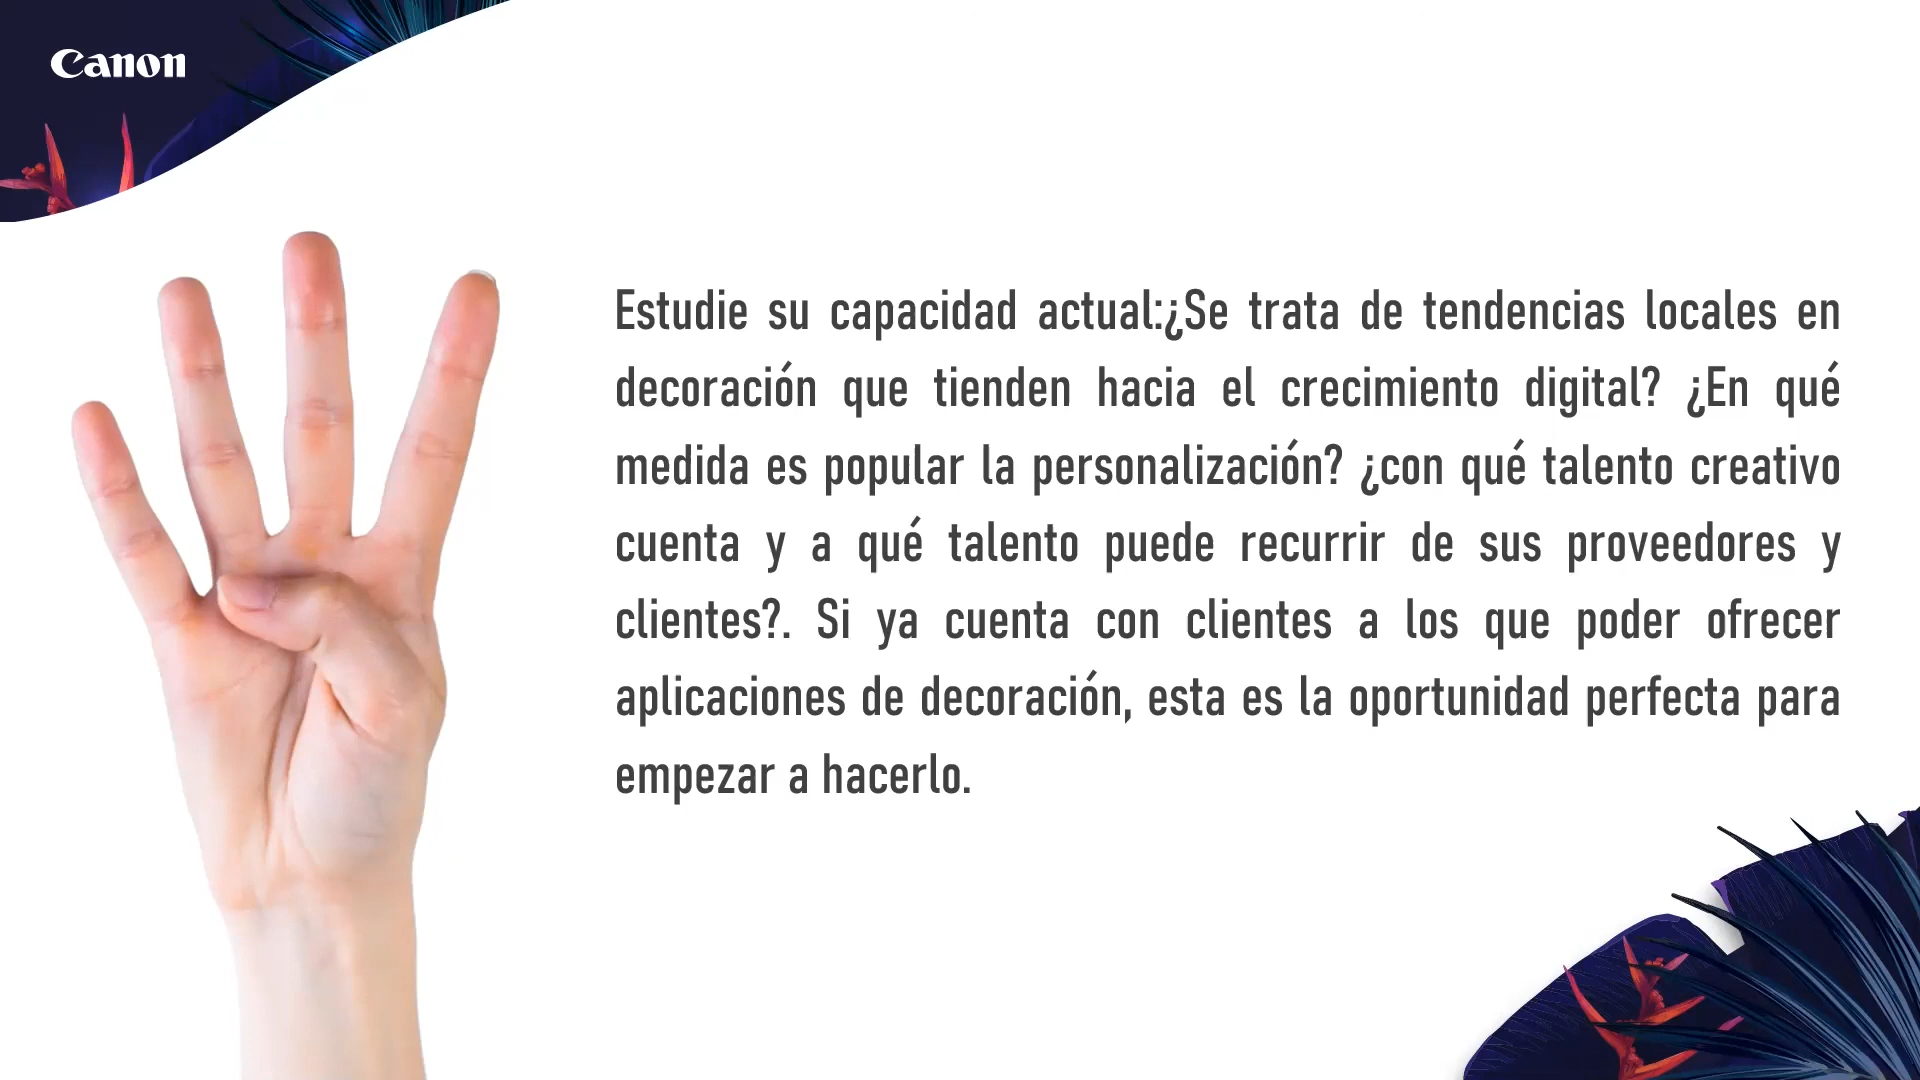 Canon
Estudie su capacidad actual:¿Se trata de tendencias locales en
decoración que tienden hacia el crecimiento digital? ¿En qué
medida es popular la personalización? ¿con qué talento creativo
cuenta y a qué talento puede recurrir de sus proveedores y
clientes?. Si ya cuenta con clientes a los que poder ofrecer
aplicaciones de decoración, esta es la oportunidad perfecta para
empezar a hacerlo.